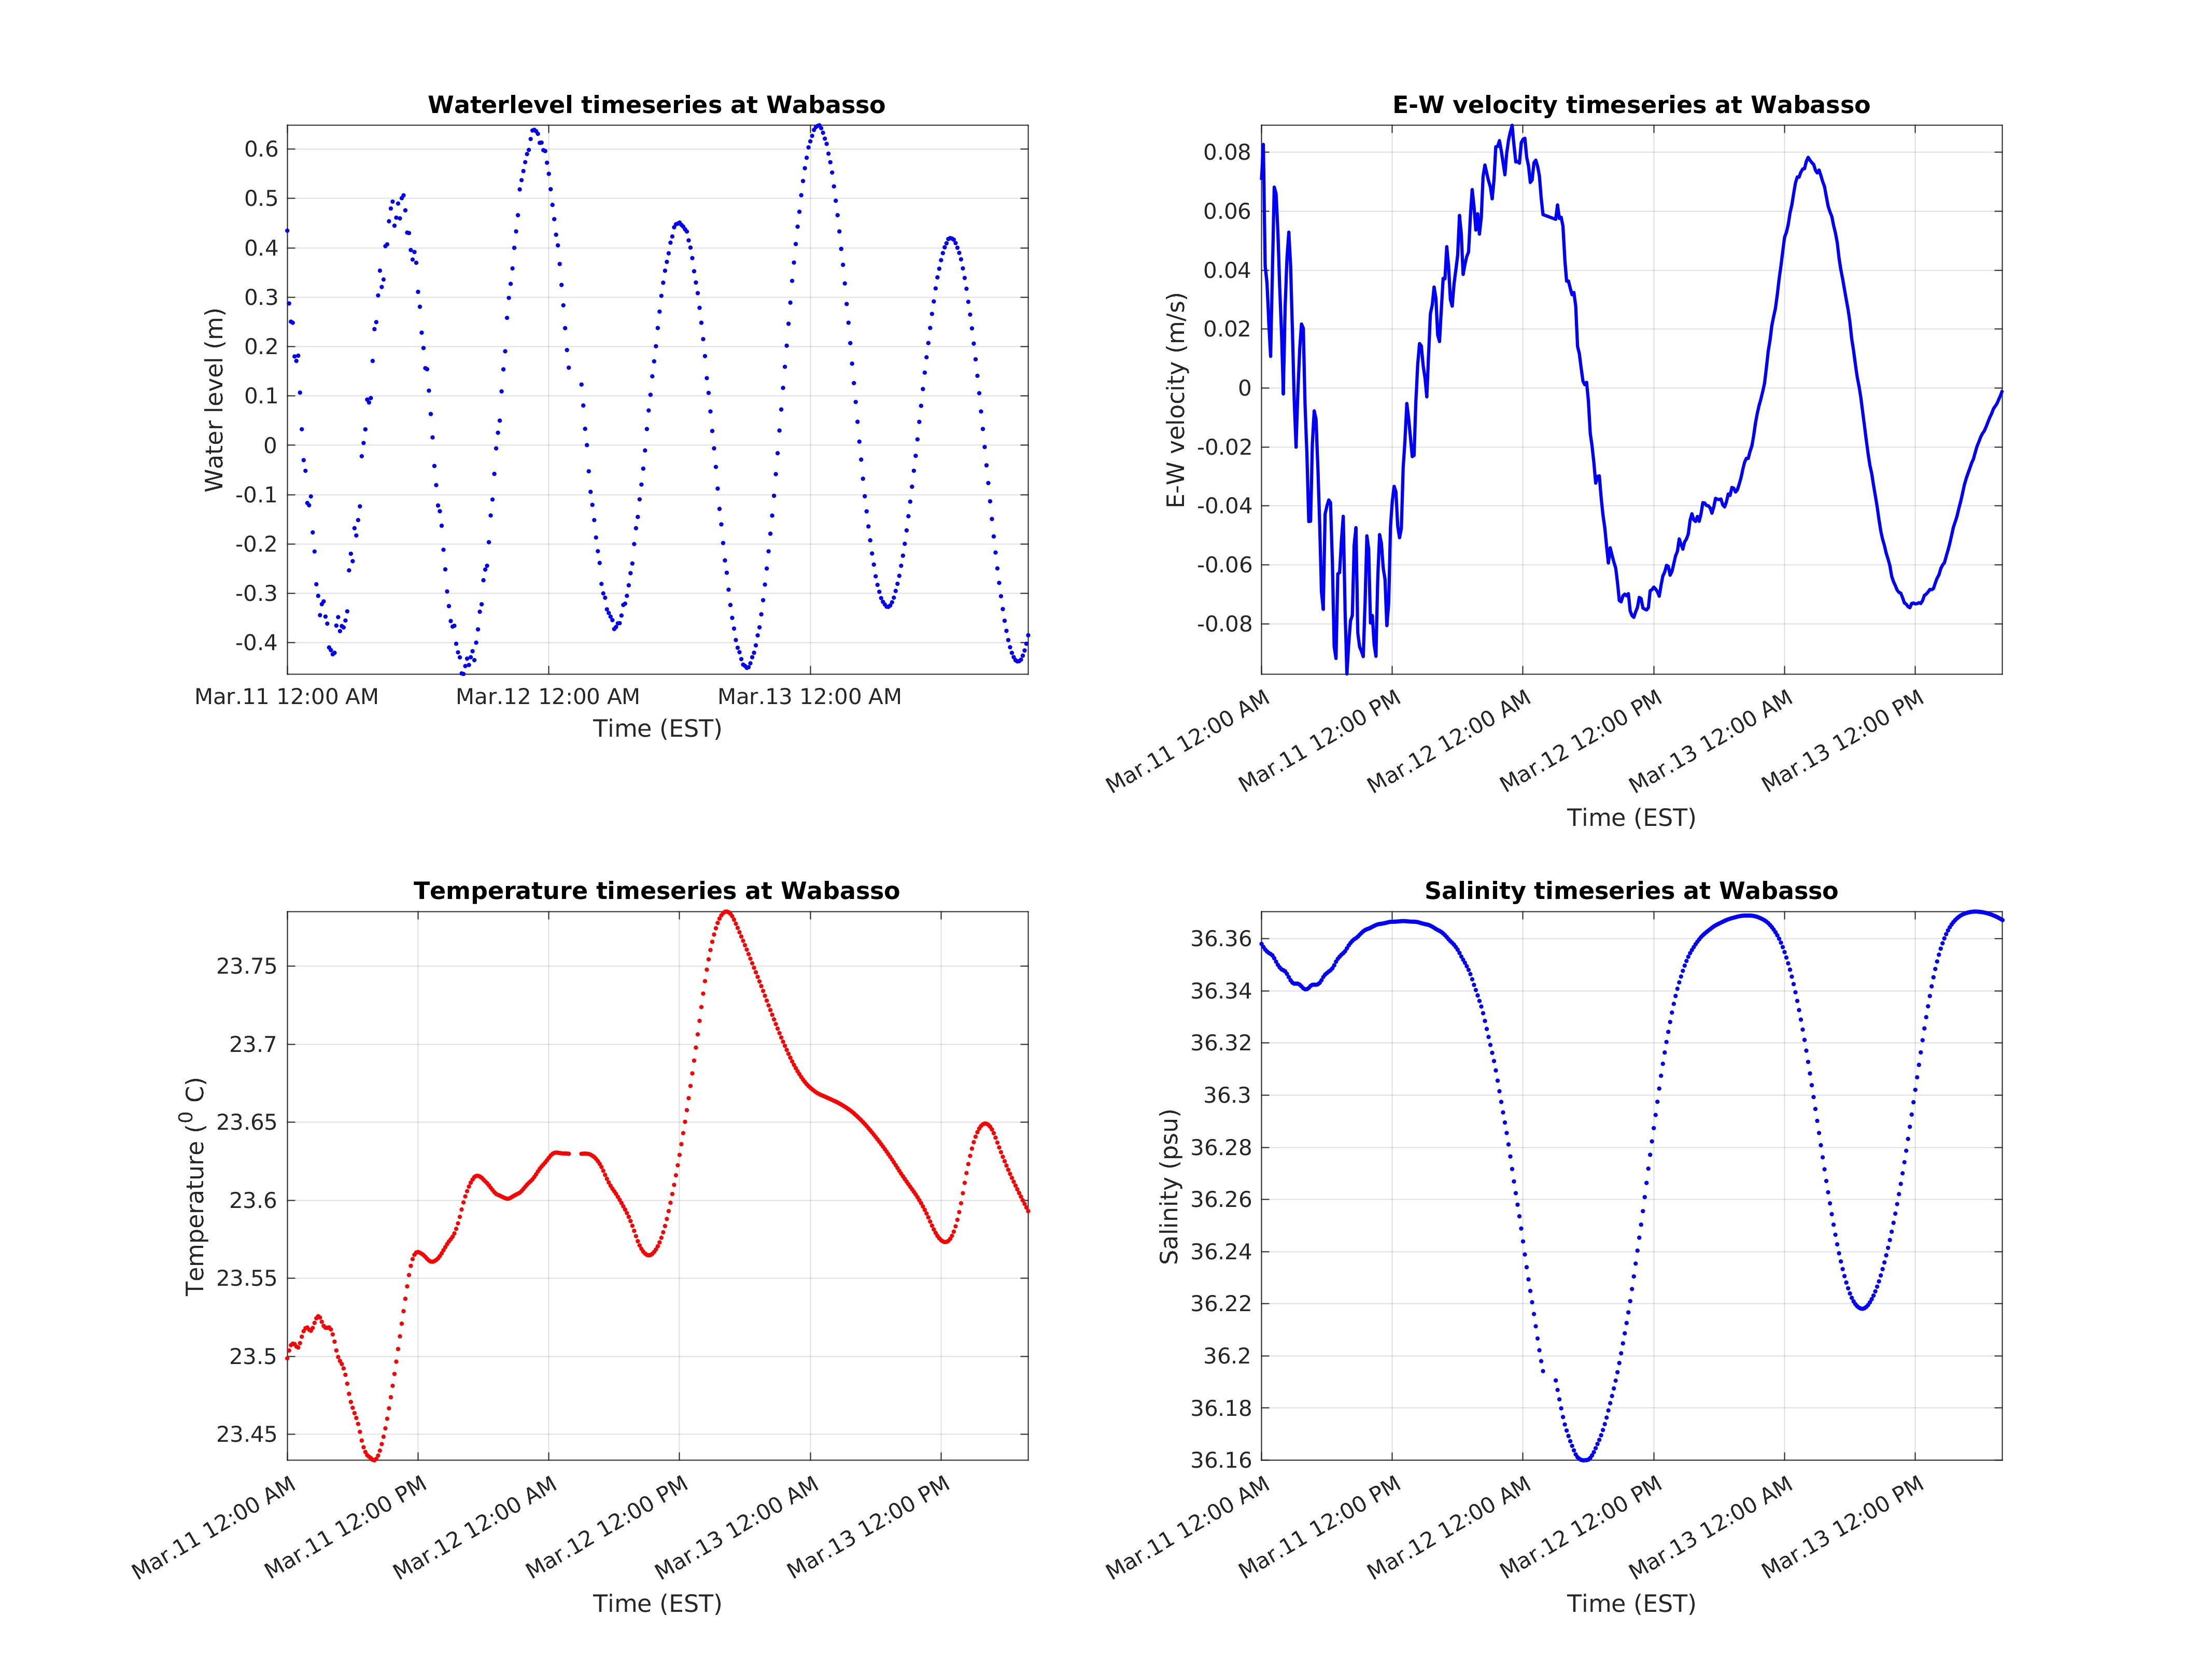 Waterlevel timeseries at Wabasso
0.6
0.5
0.4
0.3
0.2
0.1
0
-0.1
-0.2
-0.3
-0.4
Water level (m)
Mar.11 12:00 AM Mar.12 12:00 AM Mar.13 12:00 AM
Time (EST)
E-W velocity timeseries at Wabasso
0.08
0.06
0.04
0.02
0
-0.02
-0.04
-0.06
-0.08
E-W velocity (m/s)
Mar.11 12:00 AM
Mar.11 12:00 PM
Mar.12 12:00 AM
Mar.12 12:00 PM
Mar.13 12:00 AM
Mar.13 12:00 PM
Time (EST)
Temperature timeseries at Wabasso
23.75
23.7
23.65
23.6
23.55
23.5
23.45
Temperature (⁰ C)
Mar.11 12:00 AM
Mar.11 12:00 PM
Mar.12 12:00 AM
Mar.12 12:00 PM
Mar.13 12:00 AM
Mar.13 12:00 PM
Time (EST)
Salinity timeseries at Wabasso
36.36
36.34
36.32
36.3
36.28
36.26
36.24
36.22
36.2
36.18
36.16
Salinity (psu)
Mar.11 12:00 AM
Mar.11 12:00 PM
Mar.12 12:00 AM
Mar.12 12:00 PM
Mar.13 12:00 AM
Mar.13 12:00 PM
Time (EST)